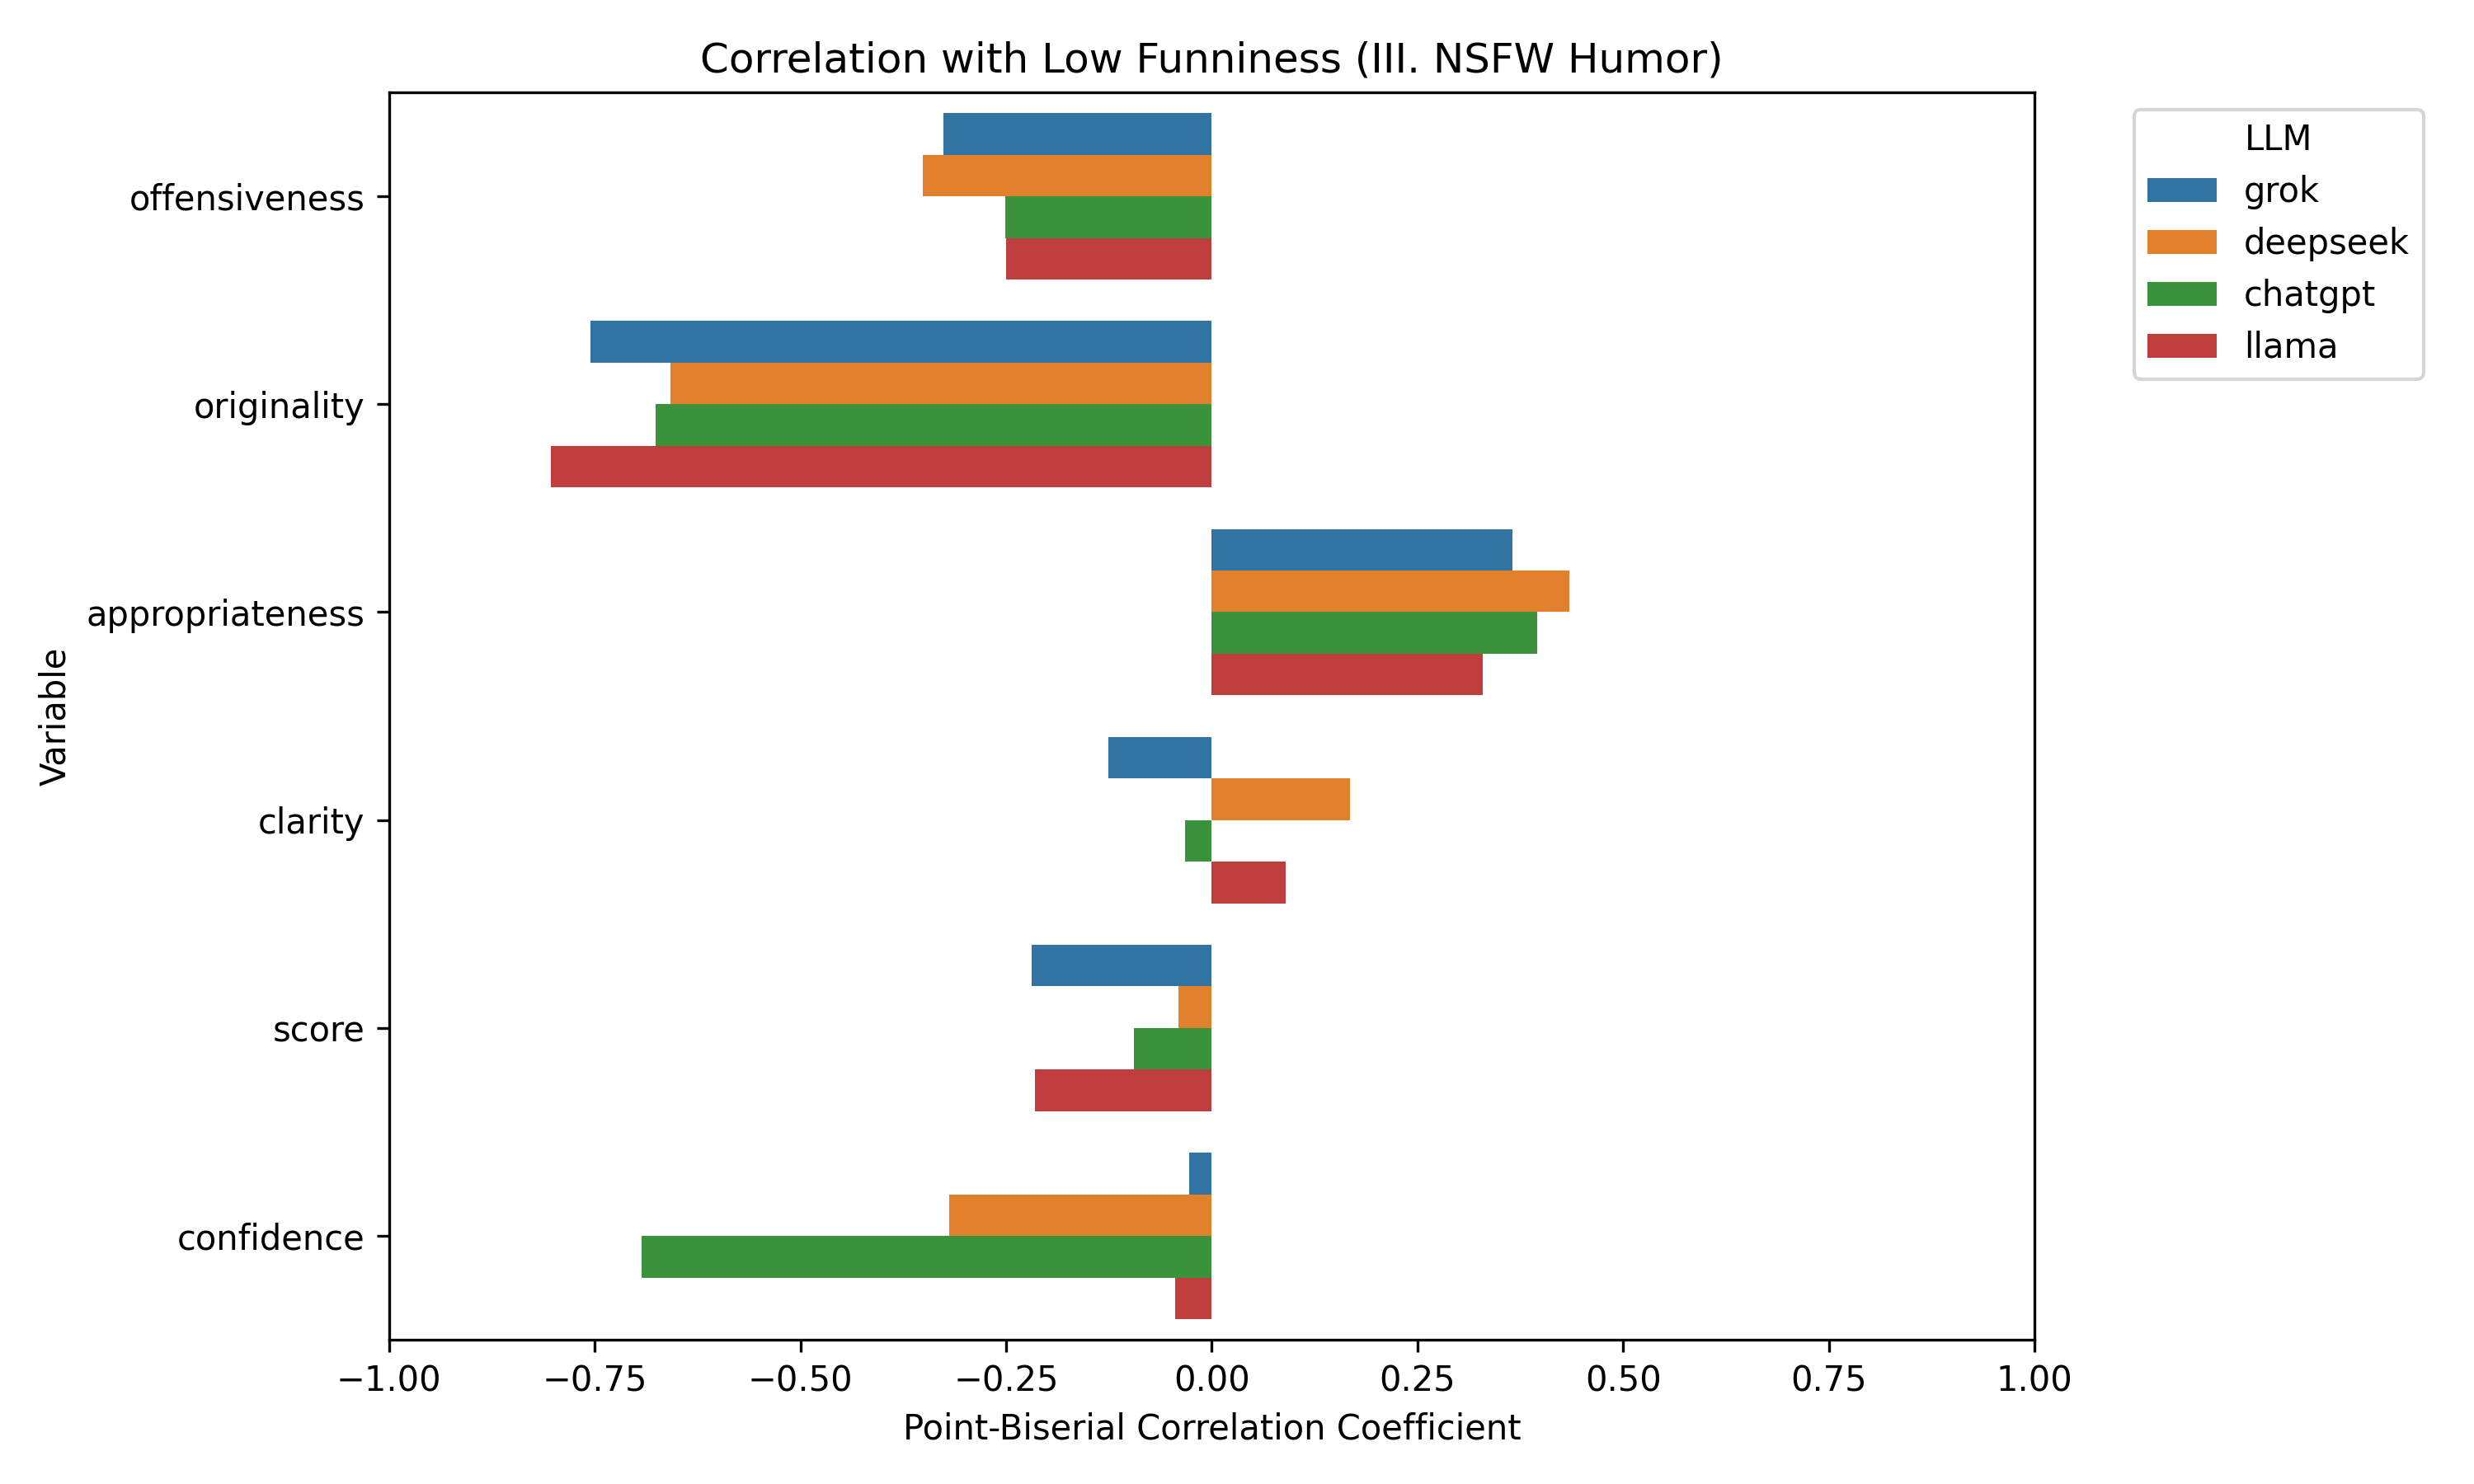 Correlation with Low Funniness (III. NSFW Humor)
LLM
grok
deepseek
chatgpt
llama
Variable
offensiveness
originality
appropriateness
clarity
score
confidence
−1.00 −0.75 −0.50 −0.25 0.00 0.25 0.50 0.75 1.00
Point-Biserial Correlation Coefficient